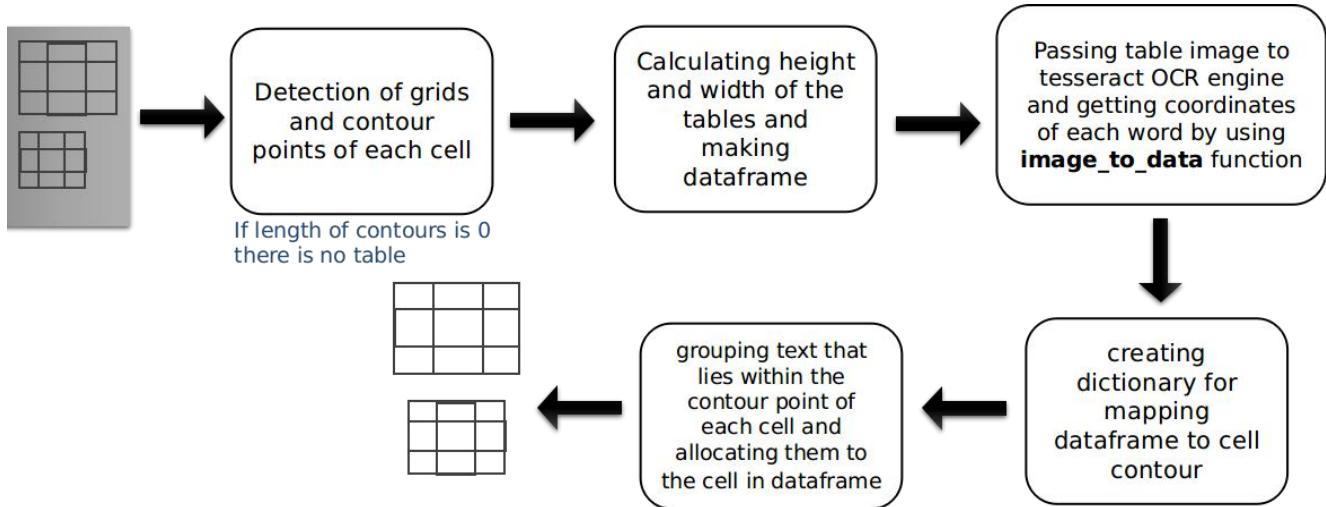 Detection of grids
and contour
points of each cell
If length of contours is 0
there is no table
Calculating height
and width of the
tables and
making
dataframe
Passing table image to
tesseract OCR engine
and getting coordinates
of each word by using
image_to_data function
creating
dictionary for
mapping
dataframe to cell
contour
grouping text that
lies within the
contour point of
each cell and
allocating them to
the cell in dataframe